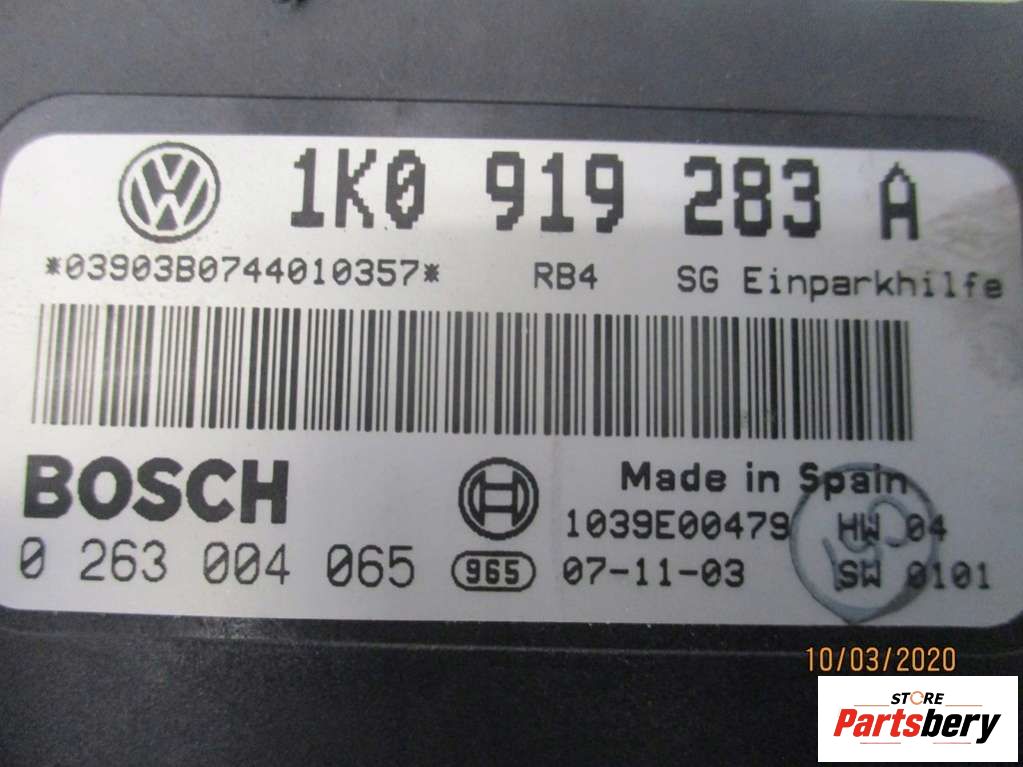 1K0 919 283 A
*03903B0744010357* RB4 SG Einparkhilfe
BOSCH
Made in Spain
1039E00479 HW 04
0 263 004 065 965 07-11-03 SW 0101
10/03/2020
STORE
Partsbery